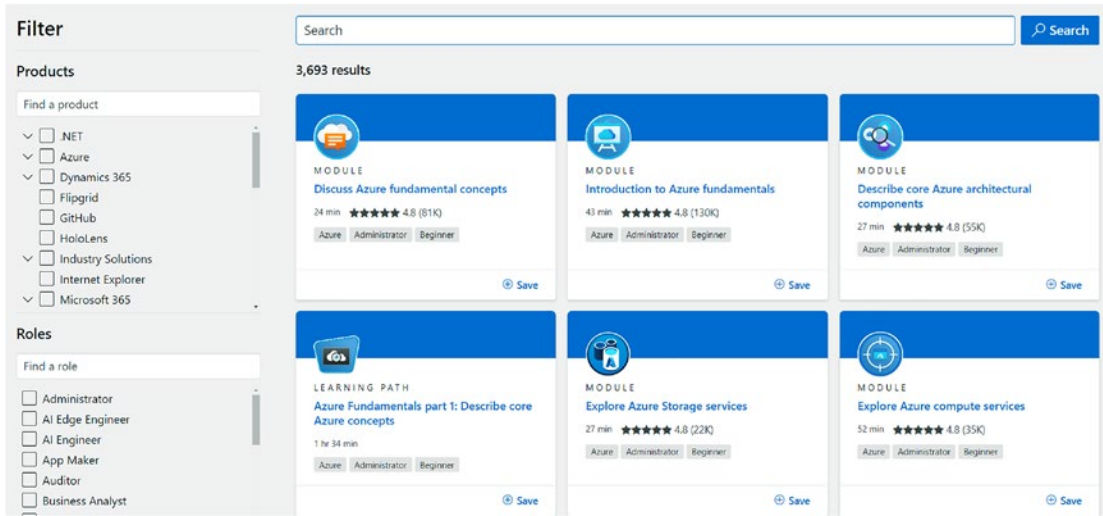 Filter
Products
Find a product
.NET
Azure
Dynamics 365
Flipgrid
GitHub
HoloLens
Industry Solutions
Internet Explorer
Microsoft 365
Roles
Find a role
Administrator
AI Edge Engineer
AI Engineer
App Maker
Auditor
Business Analyst
Search
Search
3,693 results
MODULE
Discuss Azure fundamental concepts
24 min ★★★★★ 4.8 (81K)
Azure Administrator Beginner
Save
MODULE
Introduction to Azure fundamentals
43 min ★★★★★ 4.8 (130K)
Azure Administrator Beginner
Save
MODULE
Describe core Azure architectural
components
27 min ★★★★★ 4.8 (55K)
Azure Administrator Beginner
Save
LEARNING PATH
Azure Fundamentals part 1: Describe core
Azure concepts
1 hr 34 min
Azure Administrator Beginner
Save
MODULE
Explore Azure Storage services
27 min ★★★★★ 4.8 (22K)
Azure Administrator Beginner
Save
MODULE
Explore Azure compute services
52 min ★★★★★ 4.8 (35K)
Azure Administrator Beginner
Save